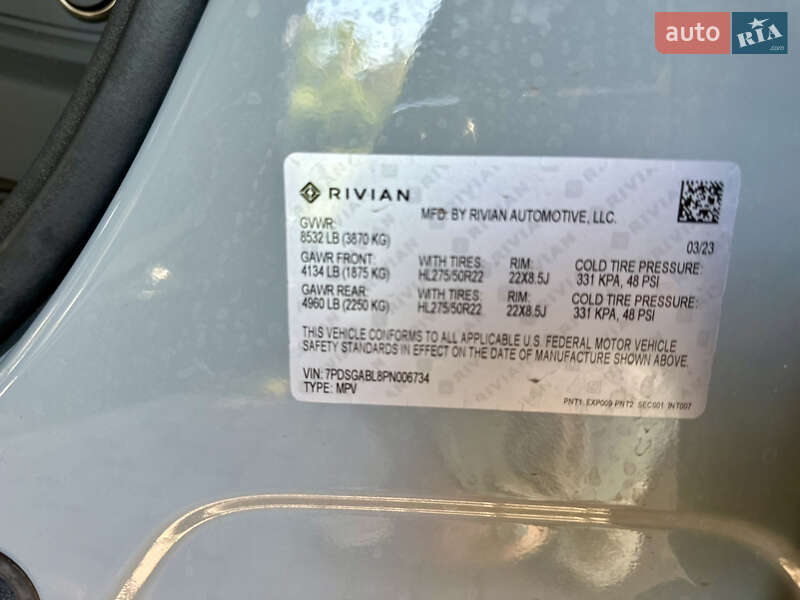 auto RIA
.com
RIVIAN
MFD. BY RIVIAN AUTOMOTIVE, LLC.
GVWR:
8532 LB (3870 KG)
03/23
GAWR FRONT: WITH TIRES: RIM: COLD TIRE PRESSURE:
4134 LB (1875 KG) HL275/50R22 22X8.5J 331 KPA, 48 PSI
GAWR REAR: WITH TIRES: RIM: COLD TIRE PRESSURE:
4960 LB (2250 KG) HL275/50R22 22X8.5J 331 KPA, 48 PSI
THIS VEHICLE CONFORMS TO ALL APPLICABLE U.S. FEDERAL MOTOR VEHICLE
SAFETY STANDARDS IN EFFECT ON THE DATE OF MANUFACTURE SHOWN ABOVE.
VIN: 7PDSGABL8PN006734
TYPE: MPV
PNT1 EXP009-PNT2 SEC001 INT007